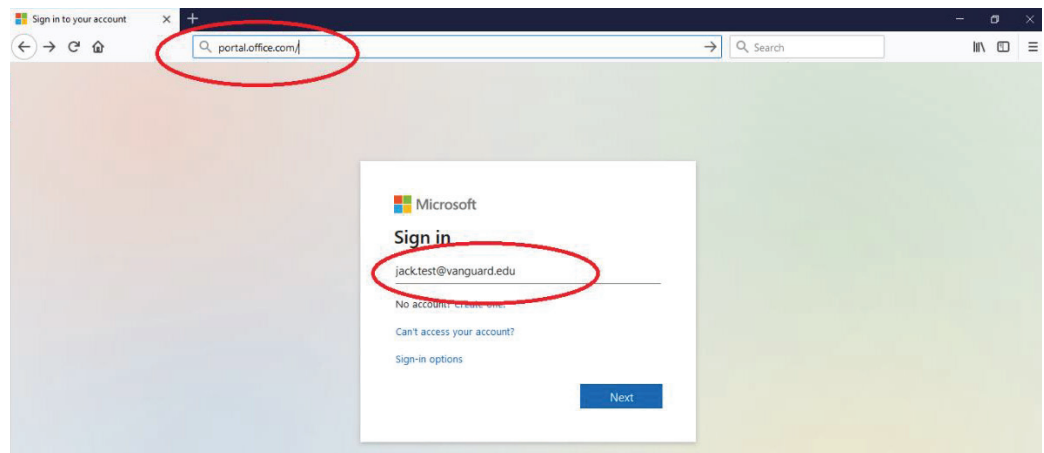 Sign in to your account
portal.office.com/
Search
Microsoft
Sign in
jack.test@vanguard.edu
No account? Create one!
Can't access your account?
Sign-in options
Next